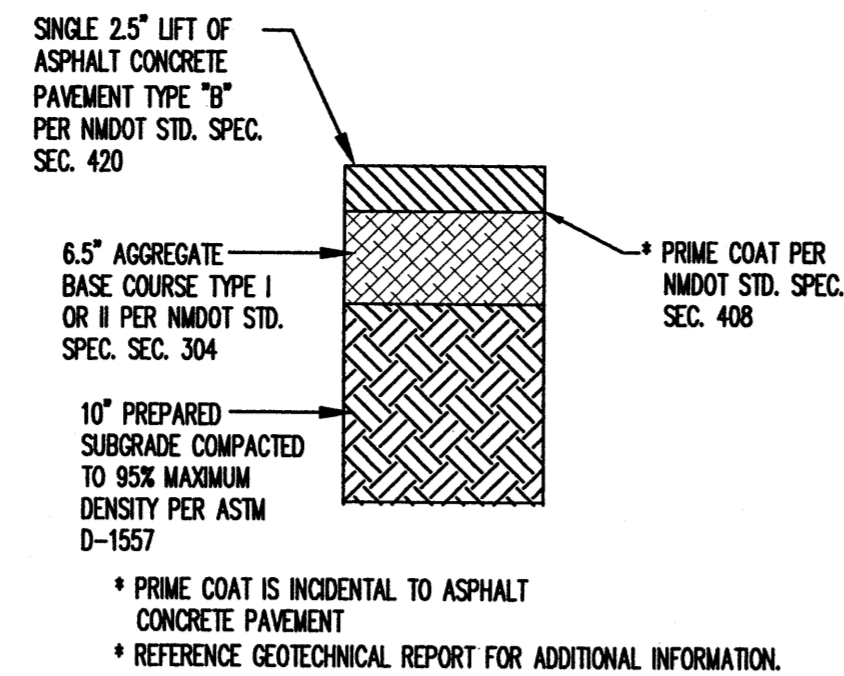 SINGLE 2.5" LIFT OF
ASPHALT CONCRETE
PAVEMENT TYPE "B"
PER NMDOT STD. SPEC.
SEC. 420
6.5" AGGREGATE
BASE COURSE TYPE I
OR II PER NMDOT STD.
SPEC. SEC. 304
* PRIME COAT PER
NMDOT STD. SPEC.
SEC. 408
10" PREPARED
SUBGRADE COMPACTED
TO 95% MAXIMUM
DENSITY PER ASTM
D-1557
* PRIME COAT IS INCIDENTAL TO ASPHALT
CONCRETE PAVEMENT
* REFERENCE GEOTECHNICAL REPORT FOR ADDITIONAL INFORMATION.